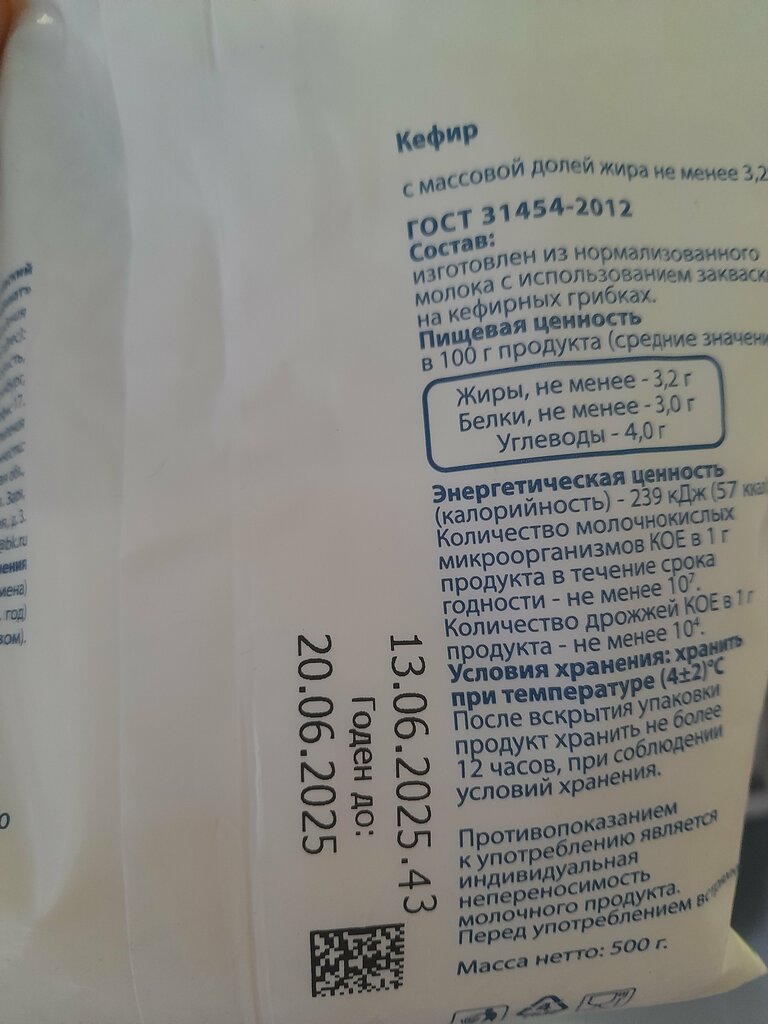 Кефир
с массовой долей жира не менее 3,2
ГОСТ 31454-2012
Состав:
изготовлен из нормализованного
молока с использованием закваск
на кефирных грибках.
Пищевая ценность
в 100 г продукта (средние значени
Жиры, не менее - 3,2 г
Белки, не менее - 3,0 г
Углеводы - 4,0 г
Энергетическая ценность
(калорийность) - 239 кДж (57 ккал
Количество молочнокислых
микроорганизмов КОЕ в 1 г
продукта в течение срока
годности - не менее 10⁷.
Количество дрожжей КОЕ в 1 г
продукта - не менее 10⁴.
Условия хранения: хранить
при температуре (4±2)°С
После вскрытия упаковки
продукт хранить не более
12 часов, при соблюдении
условий хранения.
Противопоказанием
к употреблению является
индивидуальная
непереносимость
молочного продукта.
Перед употреблением
Масса нетто: 500 г.
13.06.2025.43
Годен до:
20.06.2025
4
@bk.ru
год)